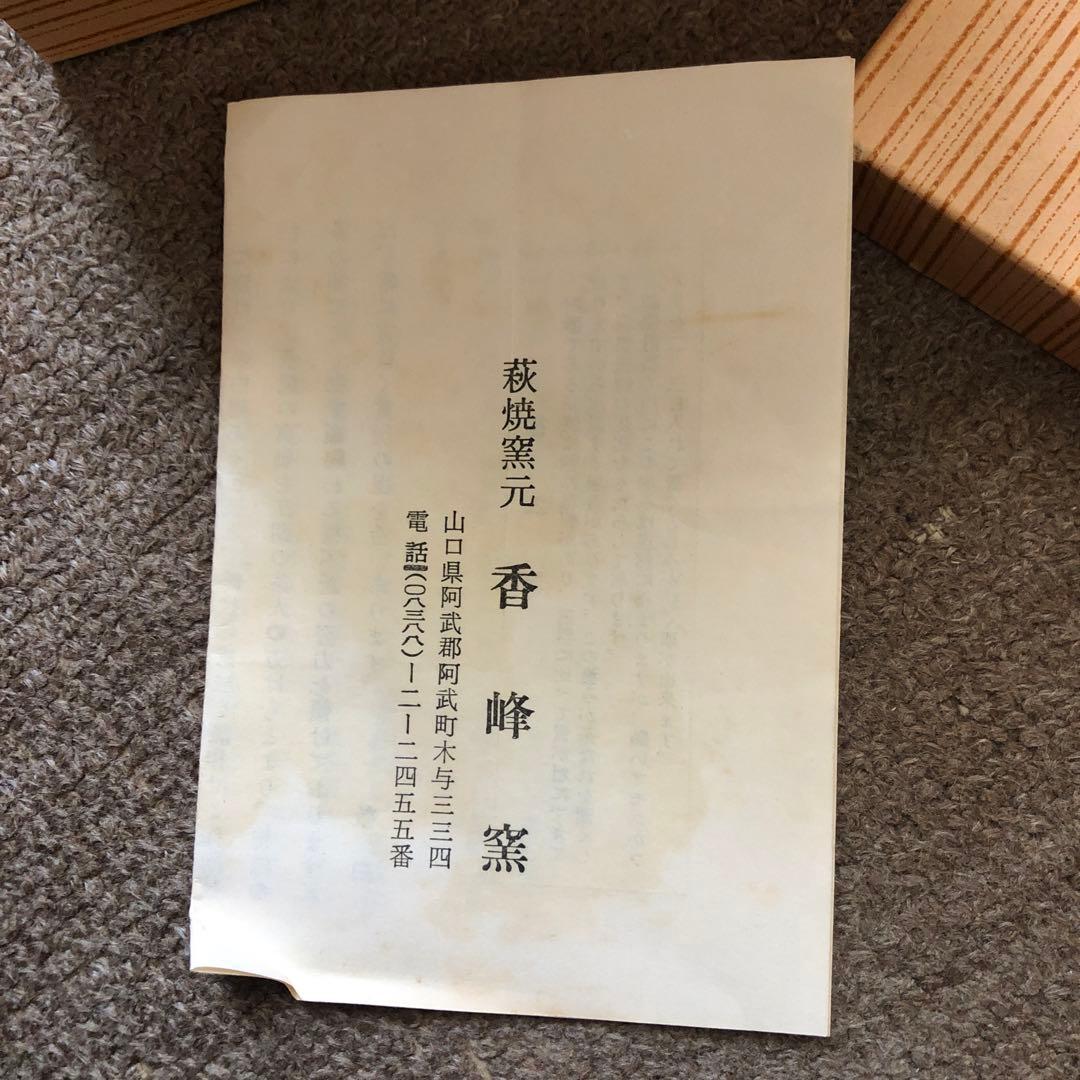 萩焼窯元 香峰窯
山口県阿武郡阿武町木与三三四
電話(〇八三八八)ー二ー二四五五番